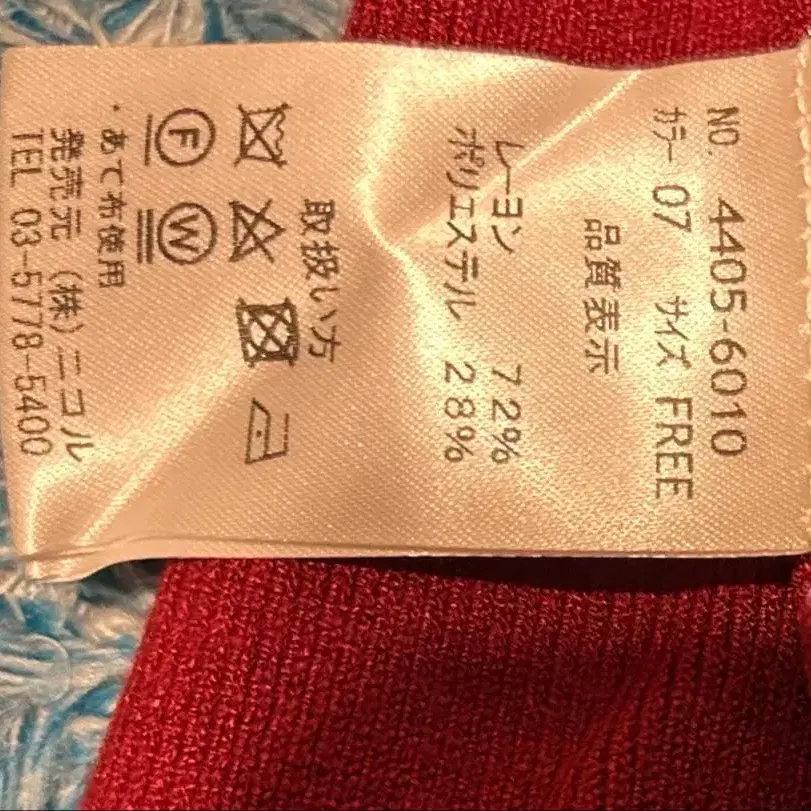 NO. 4405-6010
カラー 07 サイズ FREE
品質表示
レーヨン 72%
ポリエステル 28%
取扱い方
F W
・あて布使用
発売元 (株)ニコル
TEL 03-5778-5400